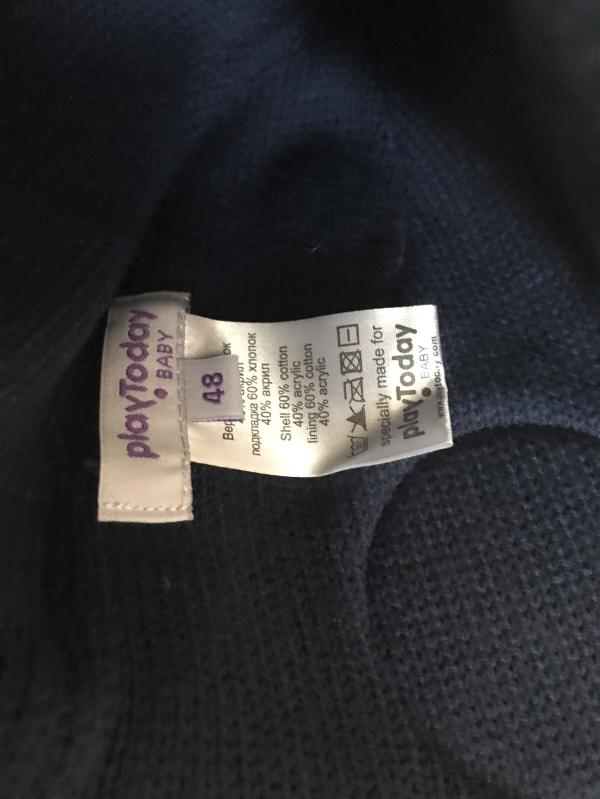 playToday
BABY
48
Вер
подкладка 60% хлопок
40% акрил
Shell 60% cotton
40% acrylic
lining 60% cotton
40% acrylic
specially made for
playToday
BABY